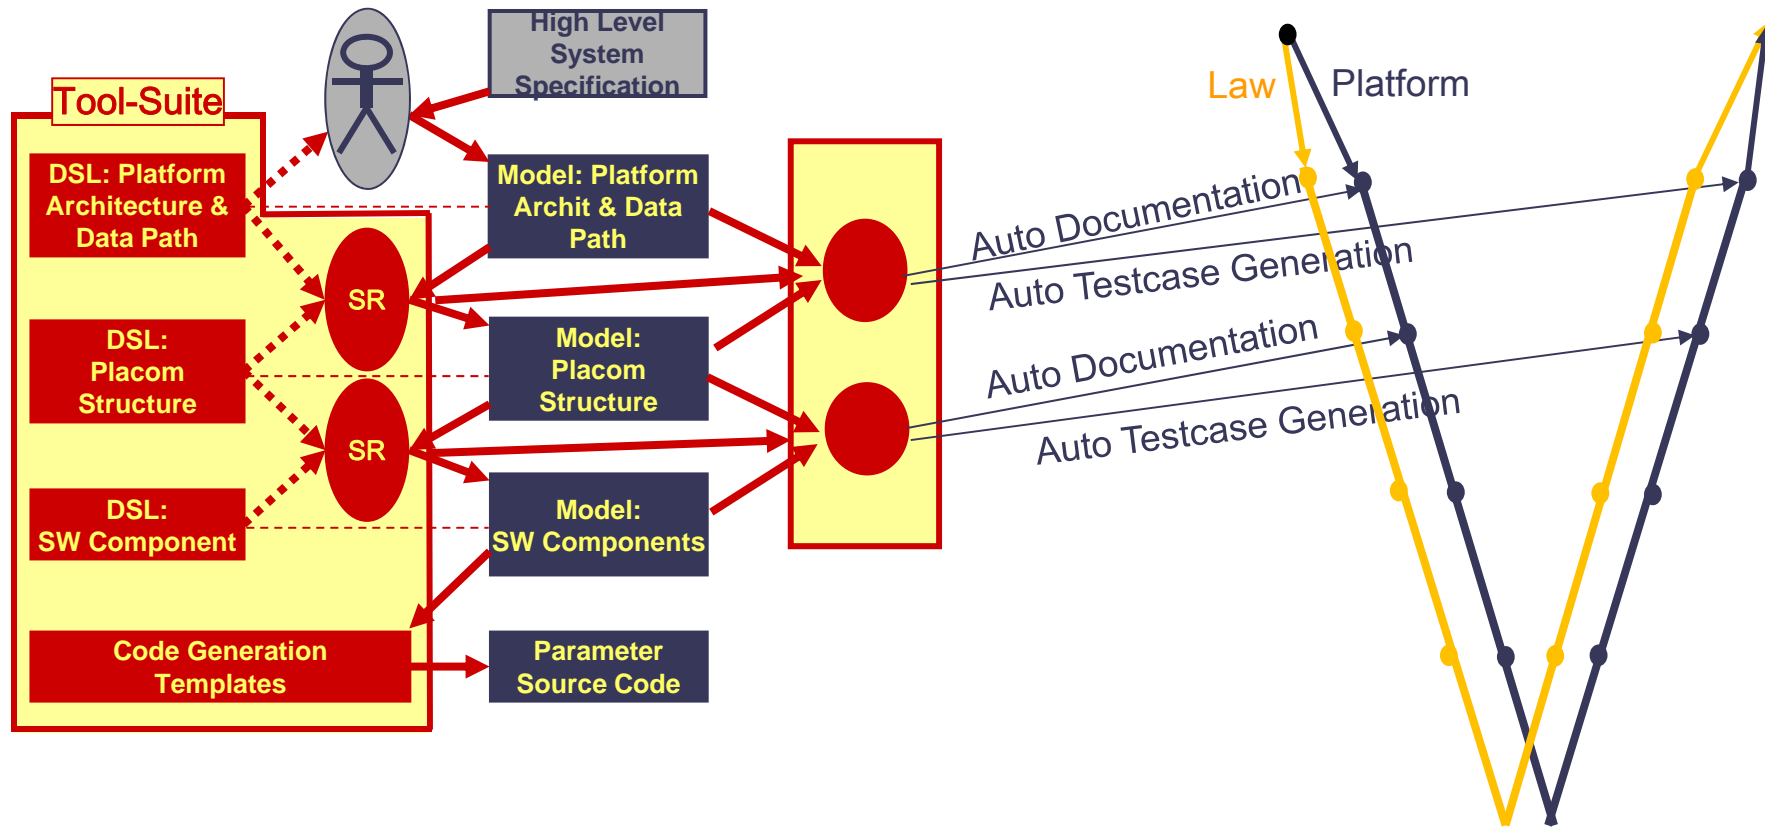 High Level
System
Specification
Tool-Suite
DSL: Platform
Architecture &
Data Path
Model: Platform
Archit & Data
Path
SR
DSL:
Placom
Structure
Model:
Placom
Structure
SR
DSL:
SW Component
Model:
SW Components
Code Generation
Templates
Parameter
Source Code
Law
Platform
Auto Documentation
Auto Testcase Generation
Auto Documentation
Auto Testcase Generation